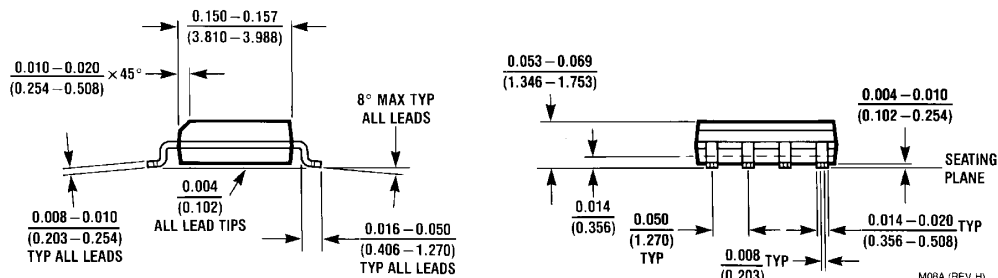 0.150 – 0.157
(3.810 – 3.988)
0.010 – 0.020
(0.254 – 0.508)
× 45°
8° MAX TYP
ALL LEADS
0.004
(0.102)
ALL LEAD TIPS
0.008 – 0.010
(0.203 – 0.254)
TYP ALL LEADS
0.016 – 0.050
(0.406 – 1.270)
TYP ALL LEADS
0.053 – 0.069
(1.346 – 1.753)
0.004 – 0.010
(0.102 – 0.254)
SEATING
PLANE
0.014
(0.356)
0.050
(1.270)
TYP
0.014 – 0.020 TYP
(0.356 – 0.508)
0.008 TYP
(0.203)
M08A (REV H)